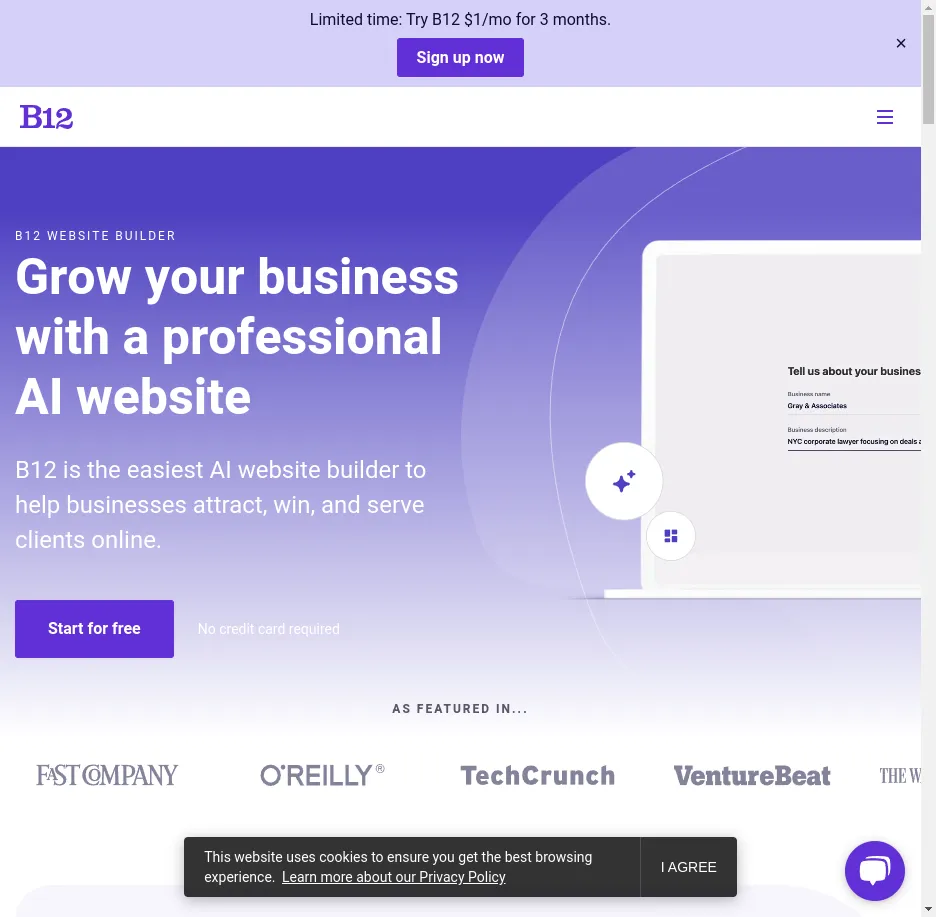 Limited time: Try B12 $1/mo for 3 months.
Sign up now
B12
B12 WEBSITE BUILDER
Grow your business
with a professional
AI website
B12 is the easiest AI website builder to
help businesses attract, win, and serve
clients online.
Start for free
No credit card required
Tell us about your busines
Business name
Gray & Associates
Business description
NYC corporate lawyer focusing on deals a
AS FEATURED IN...
FAST COMPANY
O'REILLY®
TechCrunch
VentureBeat
THE W
This website uses cookies to ensure you get the best browsing
experience. Learn more about our Privacy Policy
I AGREE